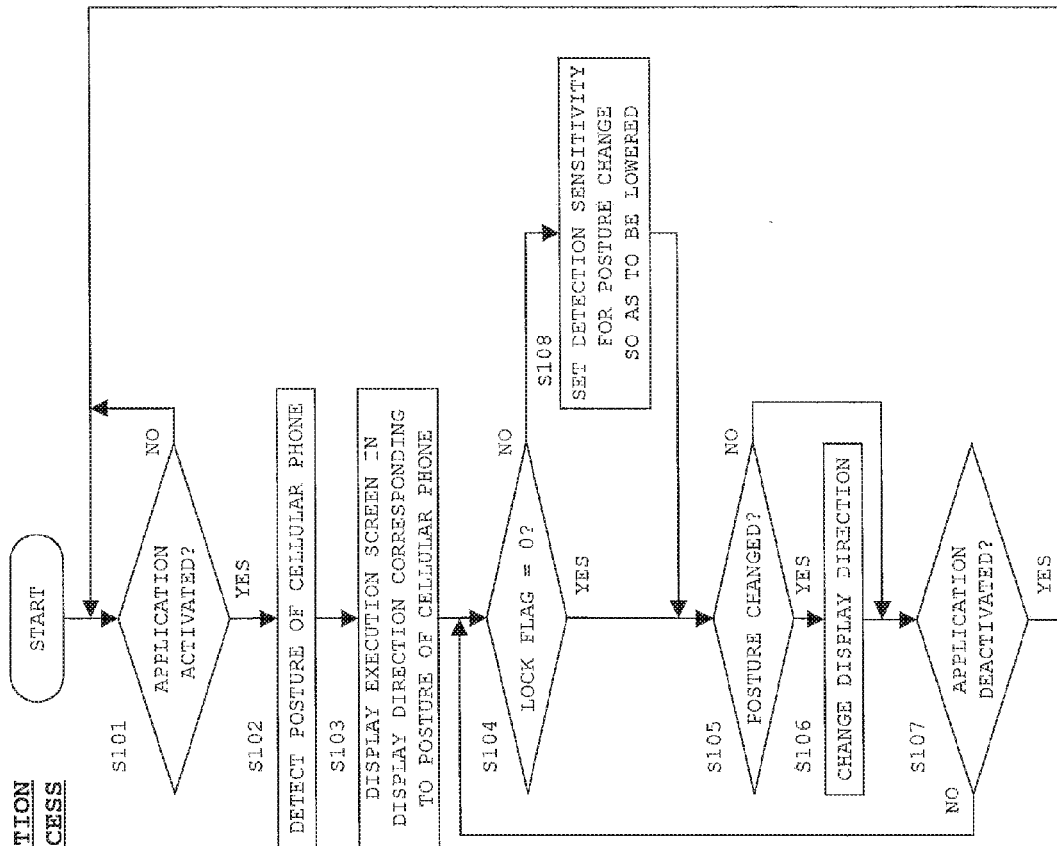 TION
CESS
START
S101
APPLICATION
ACTIVATED?
NO
YES
S102
DETECT POSTURE OF CELLULAR PHONE
S103
DISPLAY EXECUTION SCREEN IN
DISPLAY DIRECTION CORRESPONDING
TO POSTURE OF CELLULAR PHONE
S104
LOCK FLAG = 0?
NO
YES
S108
SET DETECTION SENSITIVITY
FOR POSTURE CHANGE
SO AS TO BE LOWERED
S105
POSTURE CHANGED?
NO
YES
S106
CHANGE DISPLAY DIRECTION
S107
APPLICATION
DEACTIVATED?
NO
YES